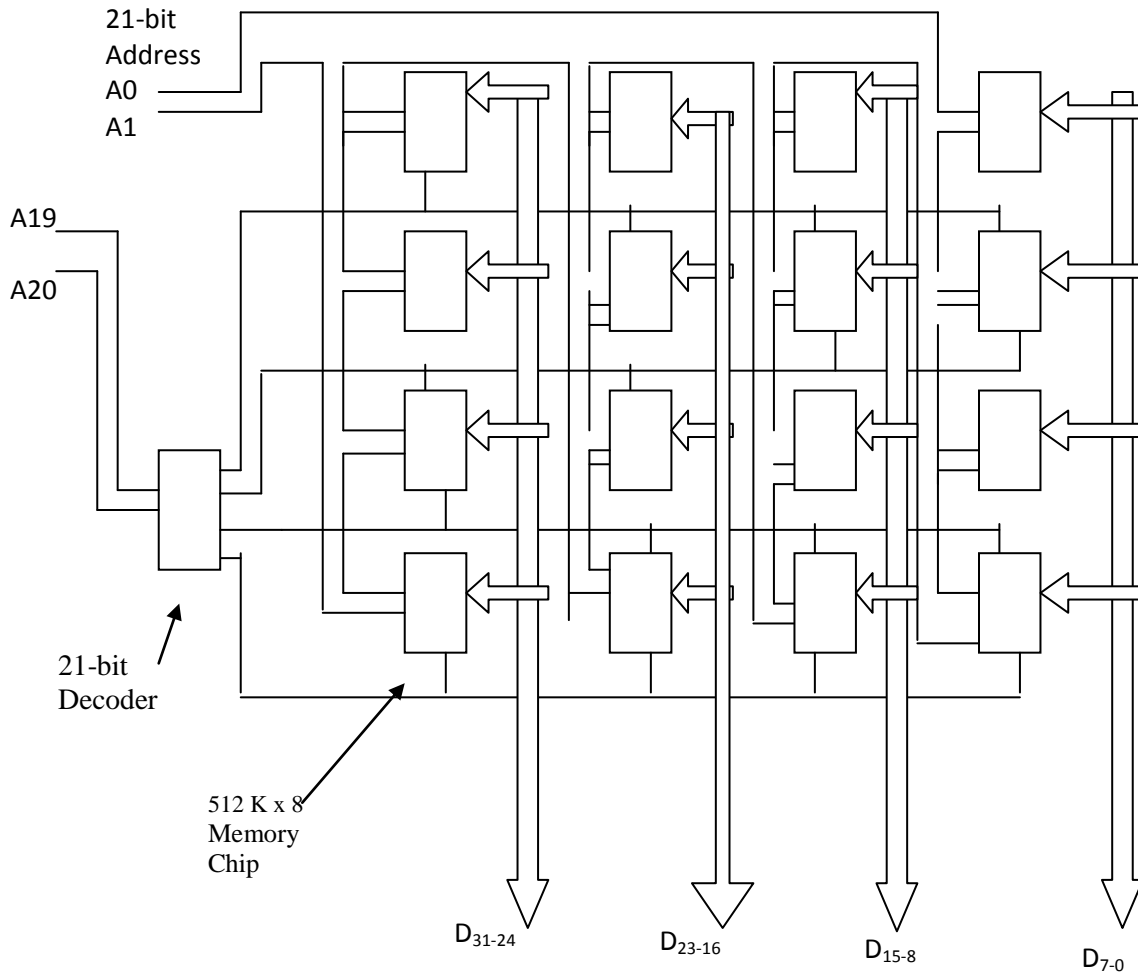 21-bit
Address
A0
A1
A19
A20
21-bit
Decoder
512 K x 8
Memory
Chip
D31-24
D23-16
D15-8
D7-0